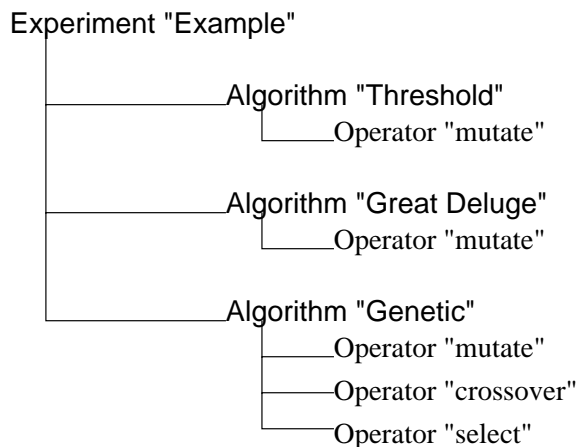 Experiment "Example"
Algorithm "Threshold"
Operator "mutate"
Algorithm "Great Deluge"
Operator "mutate"
Algorithm "Genetic"
Operator "mutate"
Operator "crossover"
Operator "select"